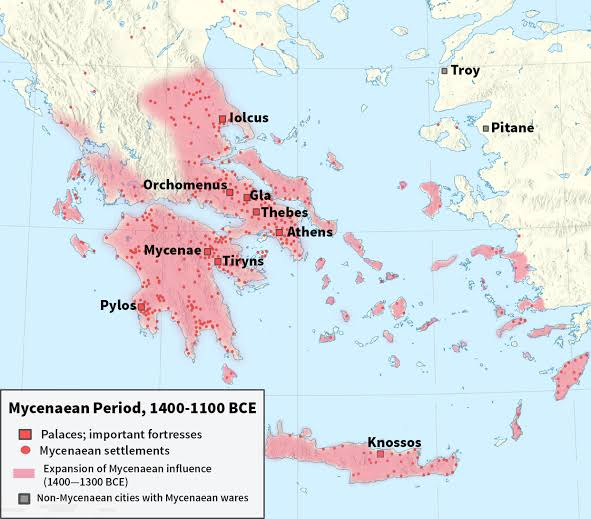 Troy
Iolcus
Pitane
Orchomenus
Gla
Thebes
Athens
Mycenae
Tiryns
Pylos
Knossos
Mycenaean Period, 1400-1100 BCE
Palaces; important fortresses
Mycenaean settlements
Expansion of Mycenaean influence
(1400—1300 BCE)
Non-Mycenaean cities with Mycenaean wares